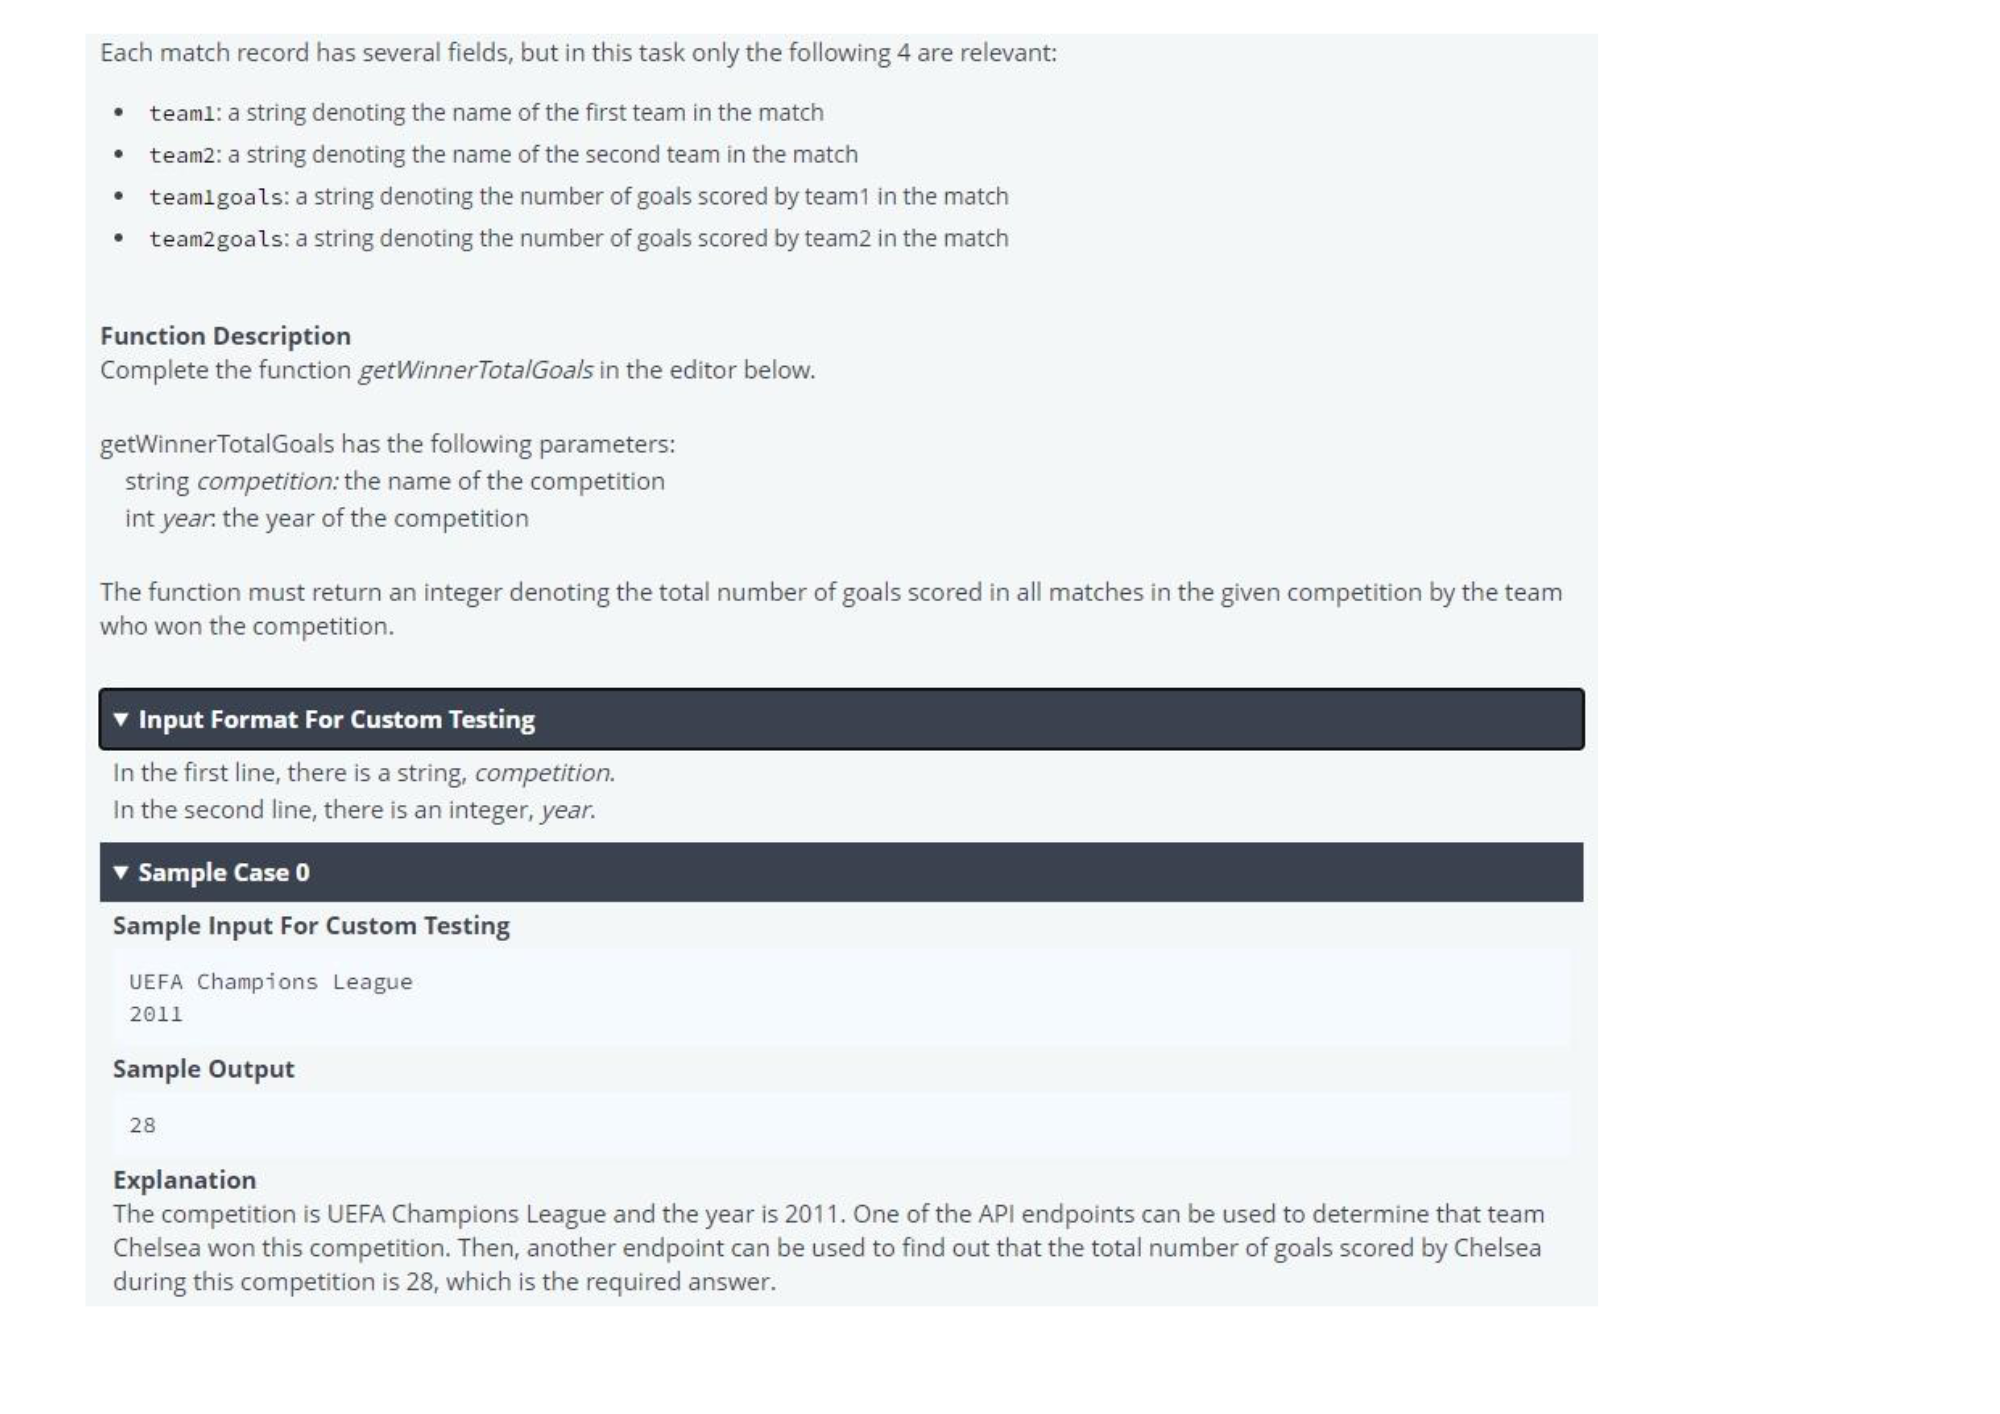 Each match record has several fields, but in this task only the following 4 are relevant:
• team1: a string denoting the name of the first team in the match
• team2: a string denoting the name of the second team in the match
• team1goals: a string denoting the number of goals scored by team1 in the match
• team2goals: a string denoting the number of goals scored by team2 in the match
Function Description
Complete the function getWinnerTotalGoals in the editor below.
getWinnerTotalGoals has the following parameters:
string competition: the name of the competition
int year: the year of the competition
The function must return an integer denoting the total number of goals scored in all matches in the given competition by the team
who won the competition.
▼ Input Format For Custom Testing
In the first line, there is a string, competition.
In the second line, there is an integer, year.
▼ Sample Case 0
Sample Input For Custom Testing
UEFA Champions League
2011
Sample Output
28
Explanation
The competition is UEFA Champions League and the year is 2011. One of the API endpoints can be used to determine that team
Chelsea won this competition. Then, another endpoint can be used to find out that the total number of goals scored by Chelsea
during this competition is 28, which is the required answer.